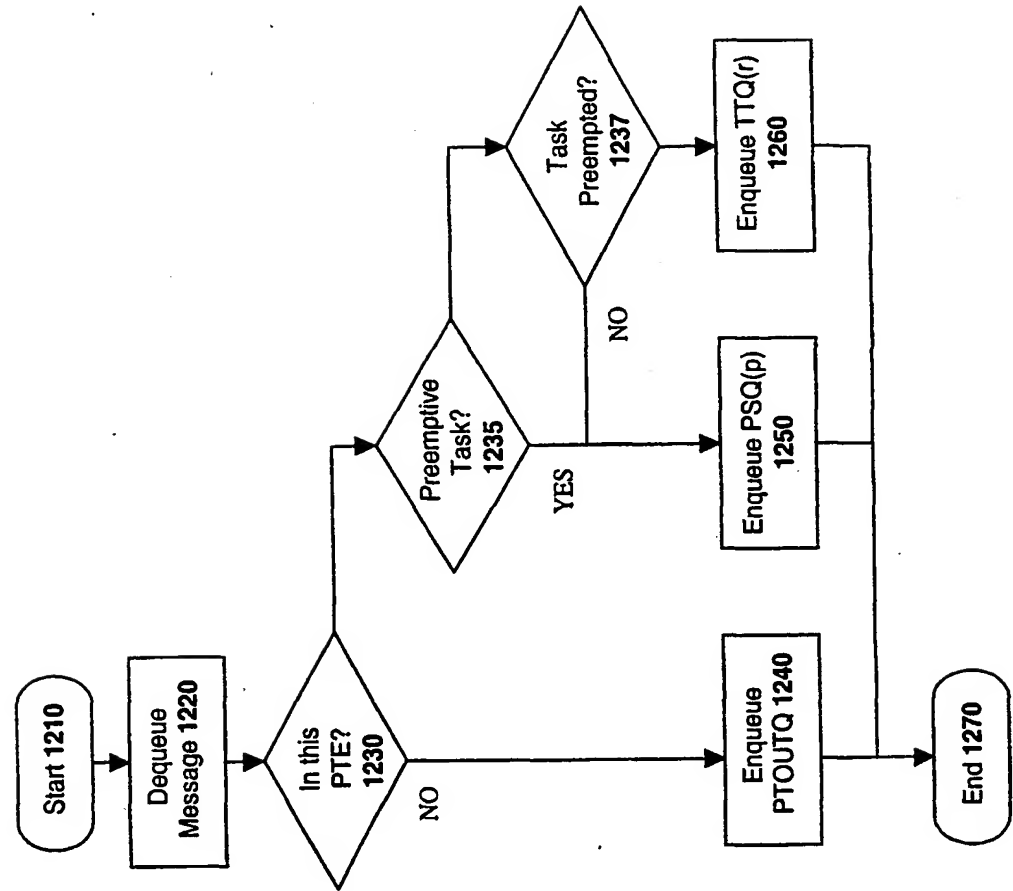 Start 1210
Dequeue
Message 1220
In this
PTE?
1230
NO
Preemptive
Task?
1235
YES
Task
Preempted?
1237
NO
Enqueue
PTOUTQ 1240
Enqueue PSQ(p)
1250
Enqueue TTQ(r)
1260
End 1270